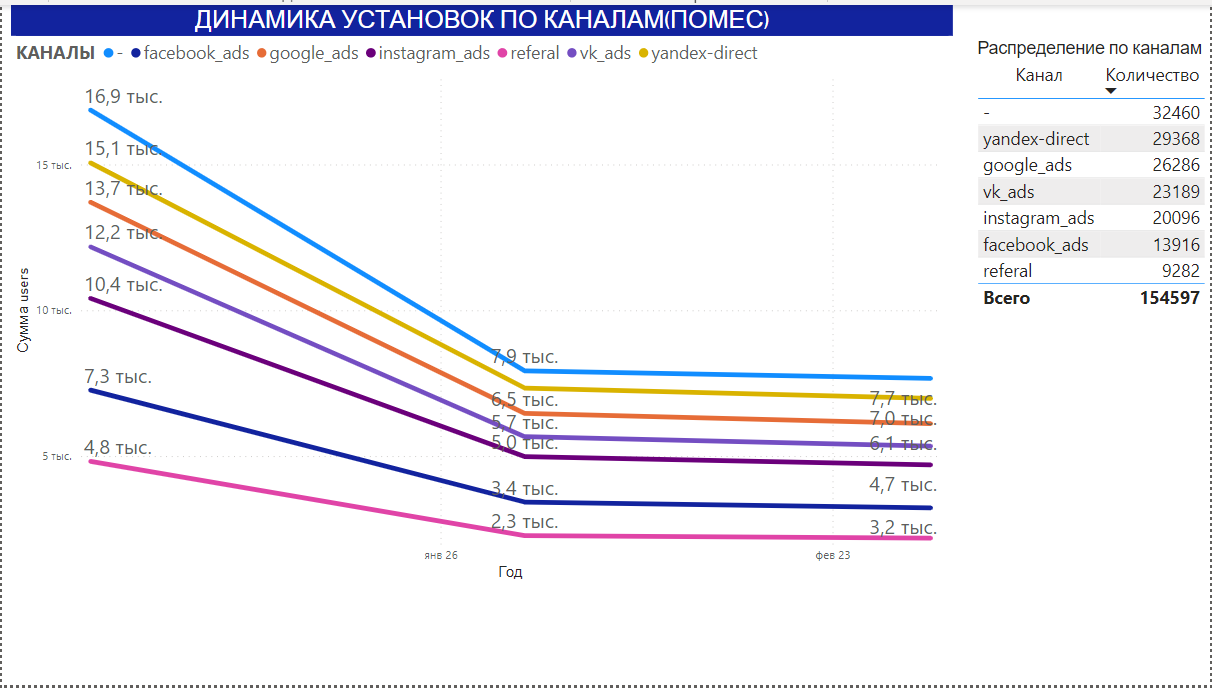 ДИНАМИКА УСТАНОВОК ПО КАНАЛАМ(ПОМЕС)
КАНАЛЫ - facebook_ads google_ads instagram_ads referal vk_ads yandex-direct
Сумма users
15 тыс.
10 тыс.
5 тыс.
16,9 тыс.
15,1 тыс.
13,7 тыс.
12,2 тыс.
10,4 тыс.
7,3 тыс.
4,8 тыс.
7,9 тыс.
6,5 тыс.
5,7 тыс.
5,0 тыс.
3,4 тыс.
2,3 тыс.
7,7 тыс.
7,0 тыс.
6,1 тыс.
4,7 тыс.
3,2 тыс.
янв 26
фев 23
Год
Распределение по каналам
Канал Количество
- 32460
yandex-direct 29368
google_ads 26286
vk_ads 23189
instagram_ads 20096
facebook_ads 13916
referal 9282
Всего 154597